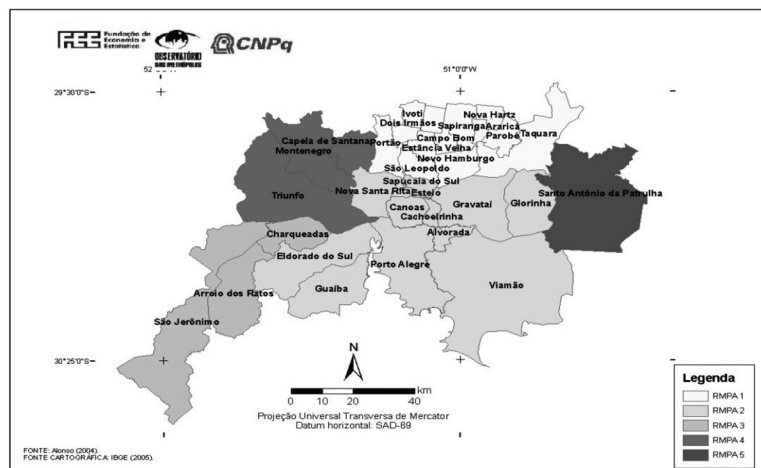 FEE Fundação de
Economia e
Estatística
OBSERVATÓRIO
DAS METRÓPOLES
CNPq
51°0'0"W
29°30'S
Ivoti
Nova Hartz
Dois Irmãos
Sapiranga
Araricá
Capela de Santana
Portão
Campo Bom
Parobé
Taquara
Montenegro
Estância Velha
Novo Hamburgo
São Leopoldo
Sapucaia do Sul
Triunfo
Nova Santa Rita
Esteio
Santo Antônio da Patrulha
Canoas
Gravataí
Glorinha
Cachoeirinha
Charqueadas
Alvorada
Eldorado do Sul
Porto Alegre
Arroio dos Ratos
Guaíba
Viamão
São Jerônimo
30°25'S
N
km
0 10 20 40
Projeção Universal Transversa de Mercator
Datum horizontal: SAD-69
Legenda
RMPA 1
RMPA 2
RMPA 3
RMPA 4
RMPA 5
FONTE: Alonso (2004).
FONTE CARTOGRÁFICA: IBGE (2005).